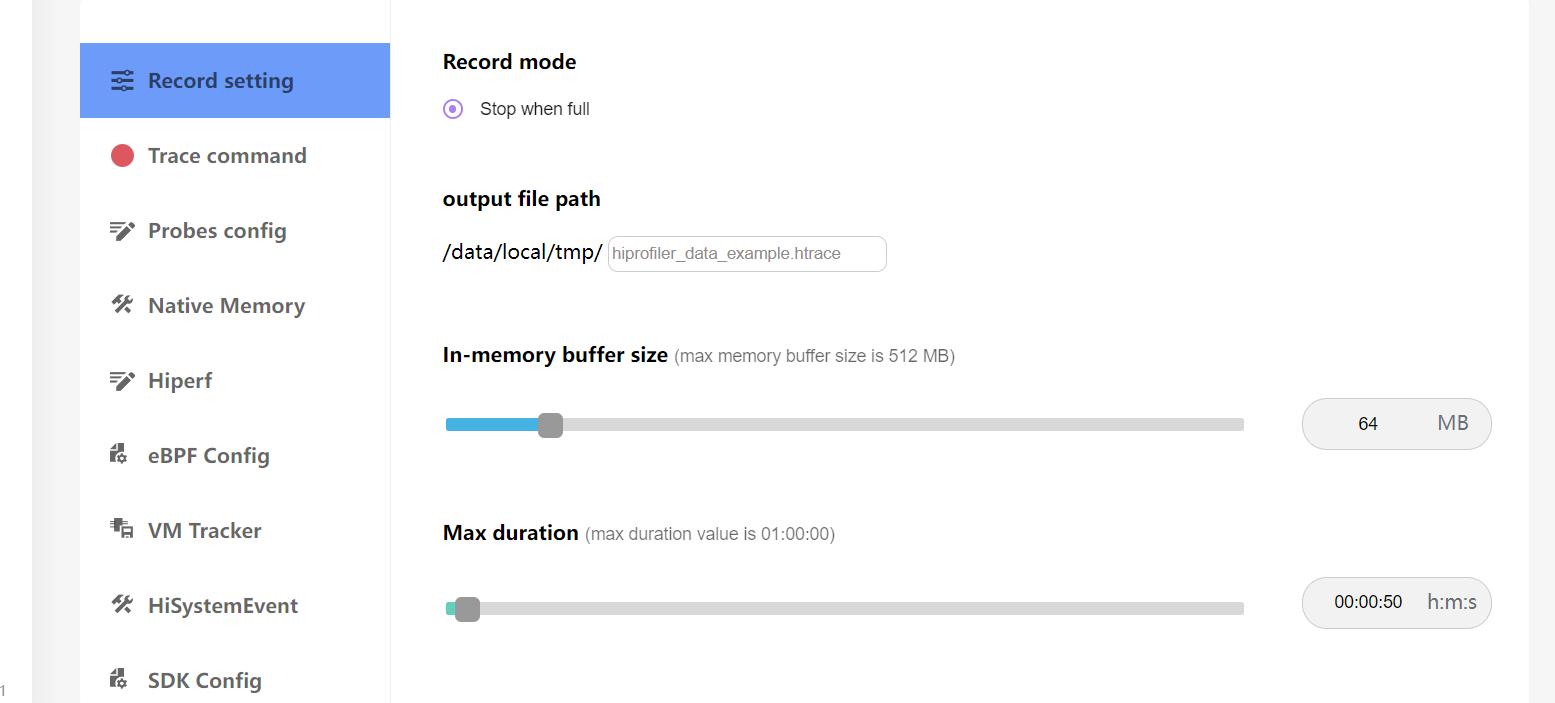 Record setting
Trace command
Probes config
Native Memory
Hiperf
eBPF Config
VM Tracker
HiSystemEvent
SDK Config
1
Record mode
Stop when full
output file path
/data/local/tmp/ hiprofiler_data_example.htrace
In-memory buffer size (max memory buffer size is 512 MB)
64 MB
Max duration (max duration value is 01:00:00)
00:00:50 h:m:s